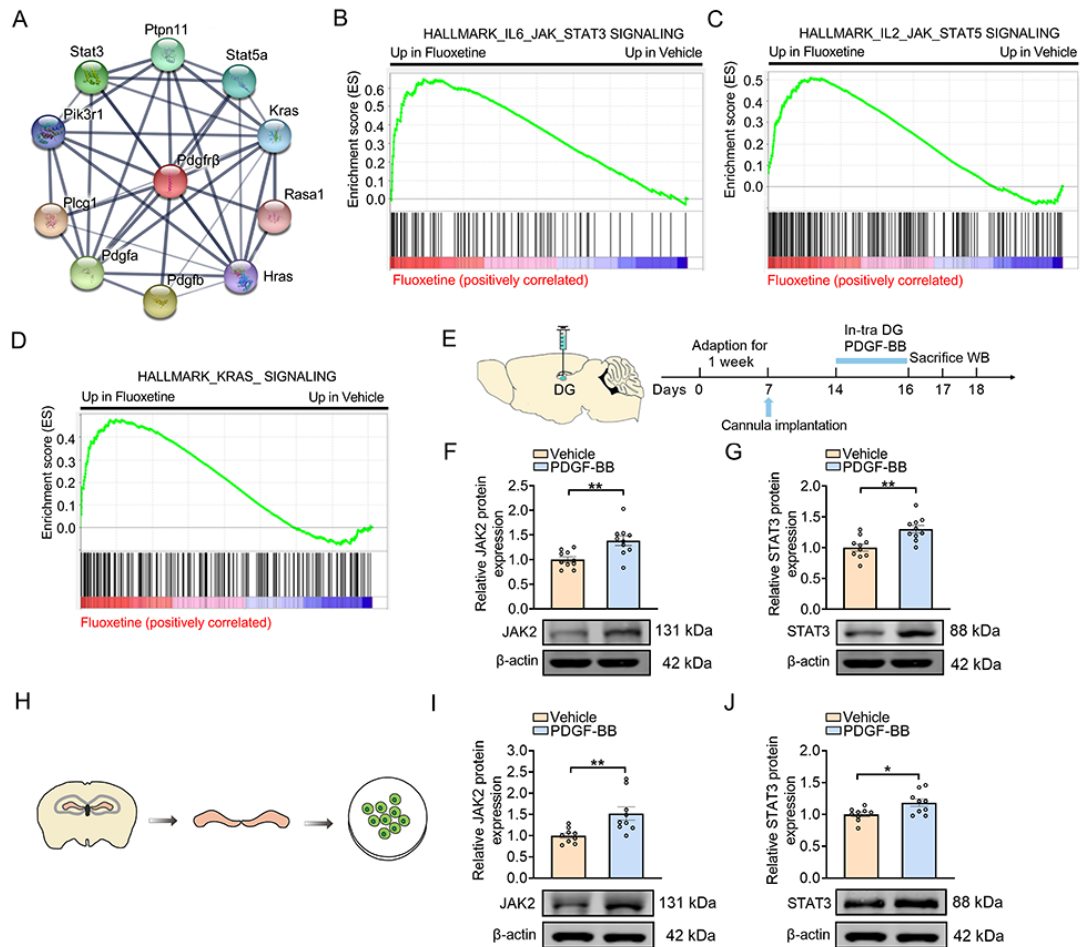 A
Ptpn11
Stat3
Stat5a
Pik3r1
Kras
Pdgfrβ
Plcg1
Rasa1
Pdgfa
Pdgfb
Hras
B
HALLMARK_IL6_JAK_STAT3 SIGNALING
Up in Fluoxetine
Up in Vehicle
Enrichment score (ES)
0.6
0.5
0.4
0.3
0.2
0.1
0.0
Fluoxetine (positively correlated)
C
HALLMARK_IL2_JAK_STAT5 SIGNALING
Up in Fluoxetine
Up in Vehicle
Enrichment score (ES)
0.5
0.4
0.3
0.2
0.1
0.0
Fluoxetine (positively correlated)
D
HALLMARK_KRAS_ SIGNALING
Up in Fluoxetine
Up in Vehicle
Enrichment score (ES)
0.4
0.3
0.2
0.1
0.0
Fluoxetine (positively correlated)
E
DG
Adaption for
1 week
In-tra DG
PDGF-BB
Sacrifice WB
Days 0 7 14 16 17 18
Cannula implantation
F
Vehicle
PDGF-BB
Relative JAK2 protein
expression
2.5
2.0
1.5
1.0
0.5
0.0
**
JAK2
131 kDa
β-actin
42 kDa
G
Vehicle
PDGF-BB
Relative STAT3 protein
expression
2.0
1.5
1.0
0.5
0.0
**
STAT3
88 kDa
β-actin
42 kDa
H
I
Vehicle
PDGF-BB
Relative JAK2 protein
expression
3.0
2.5
2.0
1.5
1.0
0.5
0.0
**
JAK2
131 kDa
β-actin
42 kDa
J
Vehicle
PDGF-BB
Relative STAT3 protein
expression
2.0
1.5
1.0
0.5
0.0
*
STAT3
88 kDa
β-actin
42 kDa